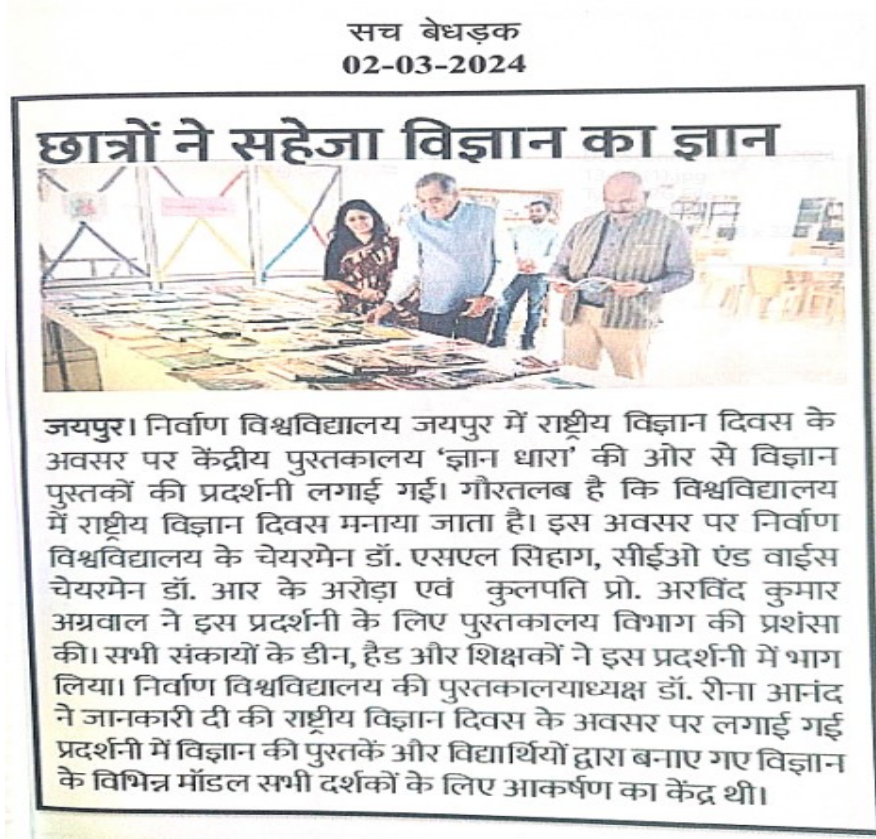 सच बेधड़क
02-03-2024
छात्रों ने सहेजा विज्ञान का ज्ञान
जयपुर। निर्वाण विश्वविद्यालय जयपुर में राष्ट्रीय विज्ञान दिवस के
अवसर पर केंद्रीय पुस्तकालय ‘ज्ञान धारा’ की ओर से विज्ञान
पुस्तकों की प्रदर्शनी लगाई गई। गौरतलब है कि विश्वविद्यालय
में राष्ट्रीय विज्ञान दिवस मनाया जाता है। इस अवसर पर निर्वाण
विश्वविद्यालय के चेयरमेन डॉ. एसएल सिहाग, सीईओ एंड वाईस
चेयरमेन डॉ. आर के अरोड़ा एवं कुलपति प्रो. अरविंद कुमार
अग्रवाल ने इस प्रदर्शनी के लिए पुस्तकालय विभाग की प्रशंसा
की। सभी संकायों के डीन, हैड और शिक्षकों ने इस प्रदर्शनी में भाग
लिया। निर्वाण विश्वविद्यालय की पुस्तकालयाध्यक्ष डॉ. रीना आनंद
ने जानकारी दी की राष्ट्रीय विज्ञान दिवस के अवसर पर लगाई गई
प्रदर्शनी में विज्ञान की पुस्तकें और विद्यार्थियों द्वारा बनाए गए विज्ञान
के विभिन्न मॉडल सभी दर्शकों के लिए आकर्षण का केंद्र थी।